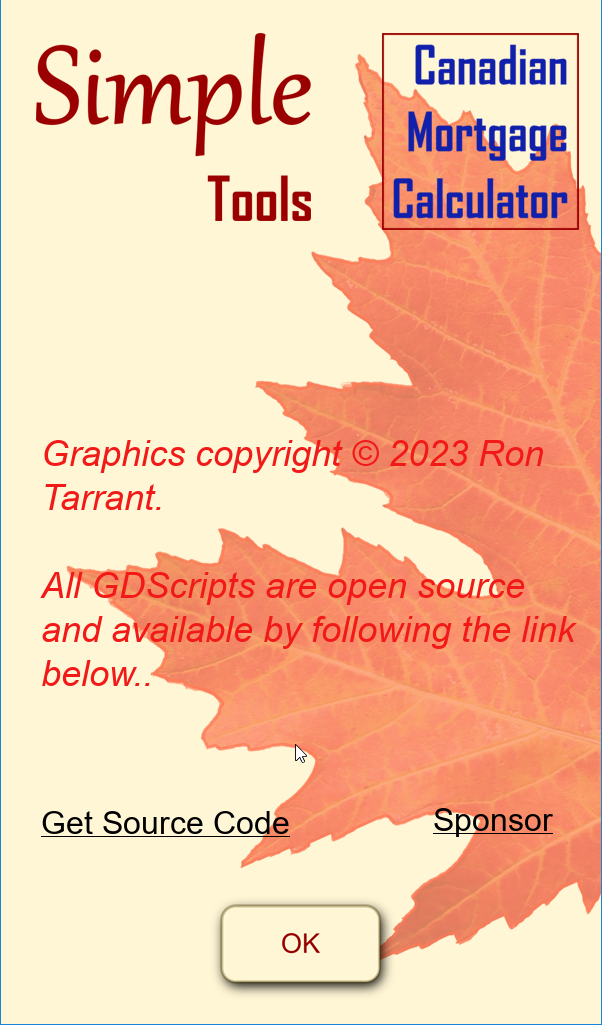 Simple
Tools
Canadian
Mortgage
Calculator
Graphics copyright © 2023 Ron
Tarrant.
All GDScripts are open source
and available by following the link
below..
Get Source Code
Sponsor
OK